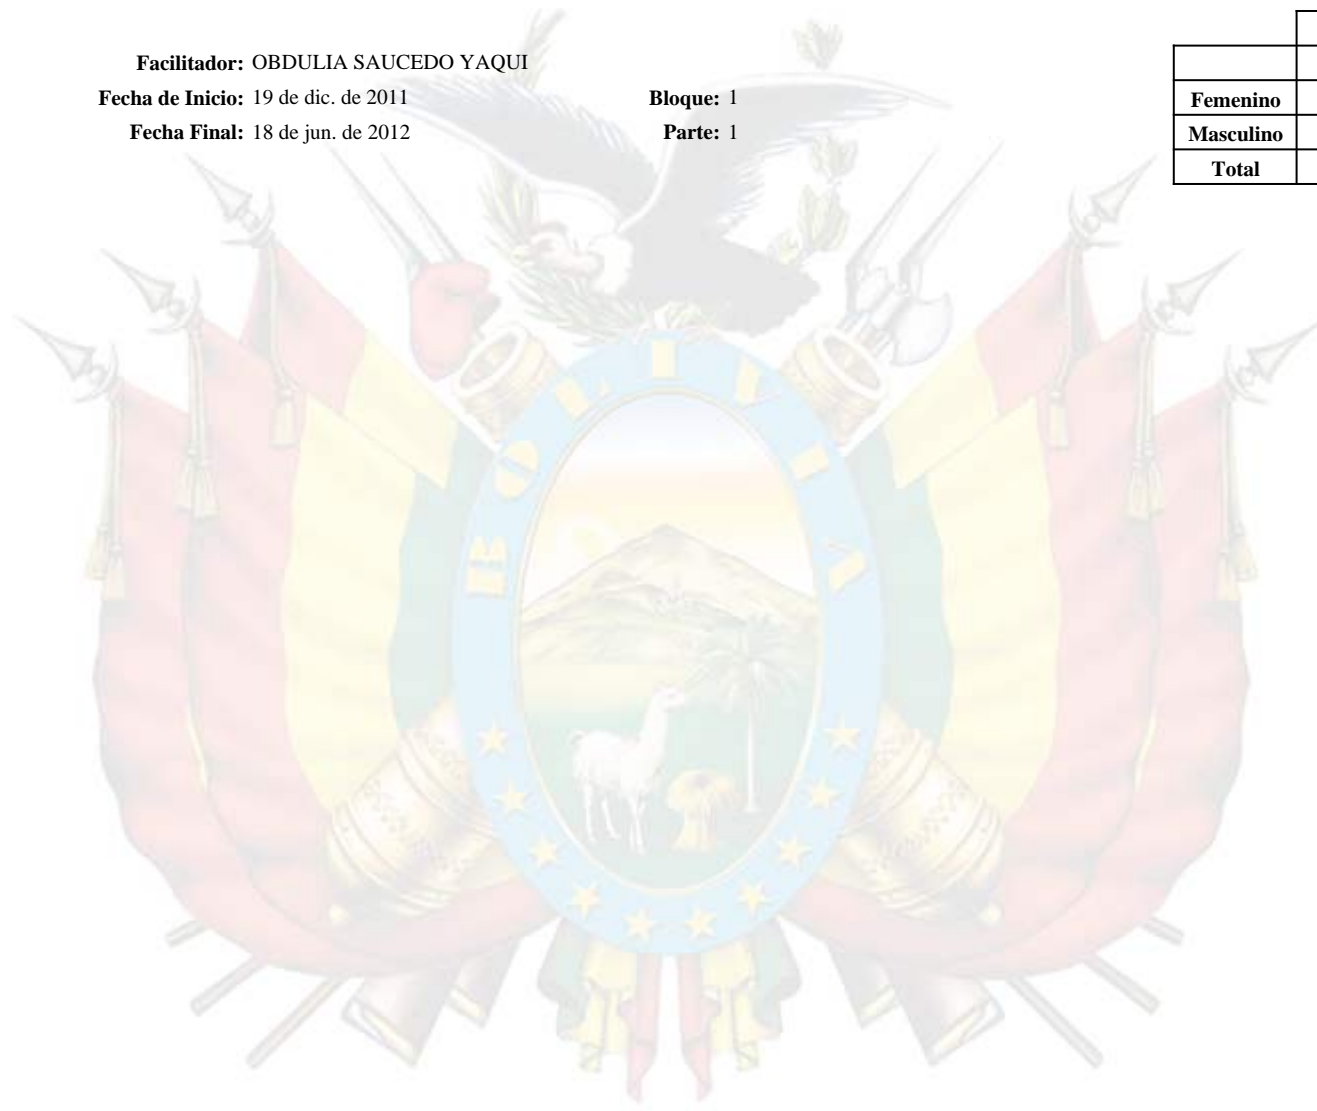 Facilitador: OBDULIA SAUCEDO YAQUI
Fecha de Inicio: 19 de dic. de 2011 Bloque: 1
Fecha Final: 18 de jun. de 2012 Parte: 1
Femenino
Masculino
Total
BOLIVIA